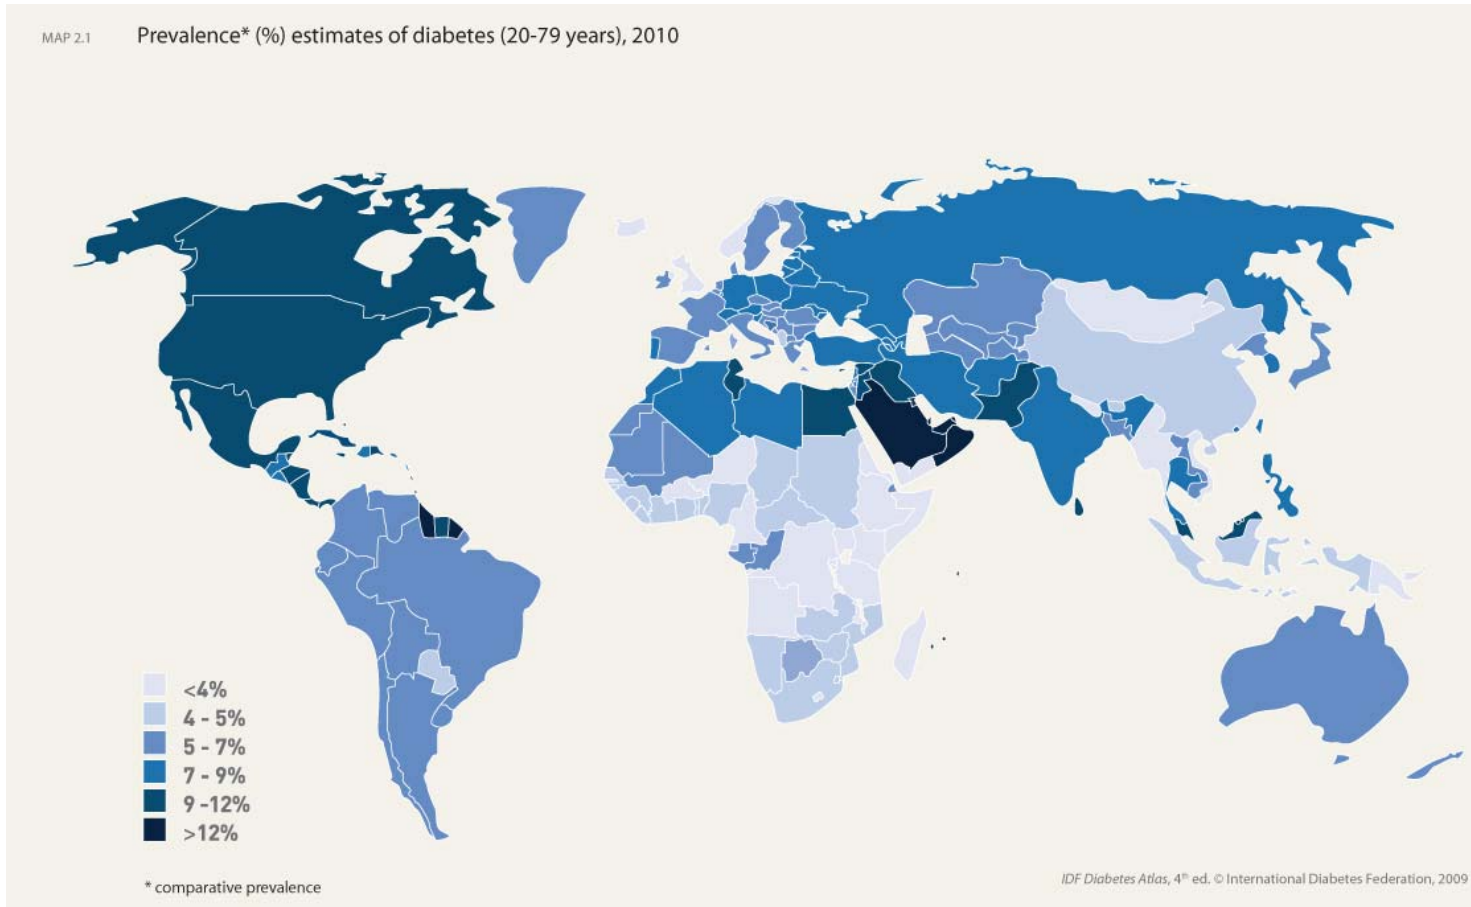 MAP 2.1 Prevalence* (%) estimates of diabetes (20-79 years), 2010
<4%
4 - 5%
5 - 7%
7 - 9%
9 -12%
>12%
* comparative prevalence
IDF Diabetes Atlas, 4th ed. © International Diabetes Federation, 2009